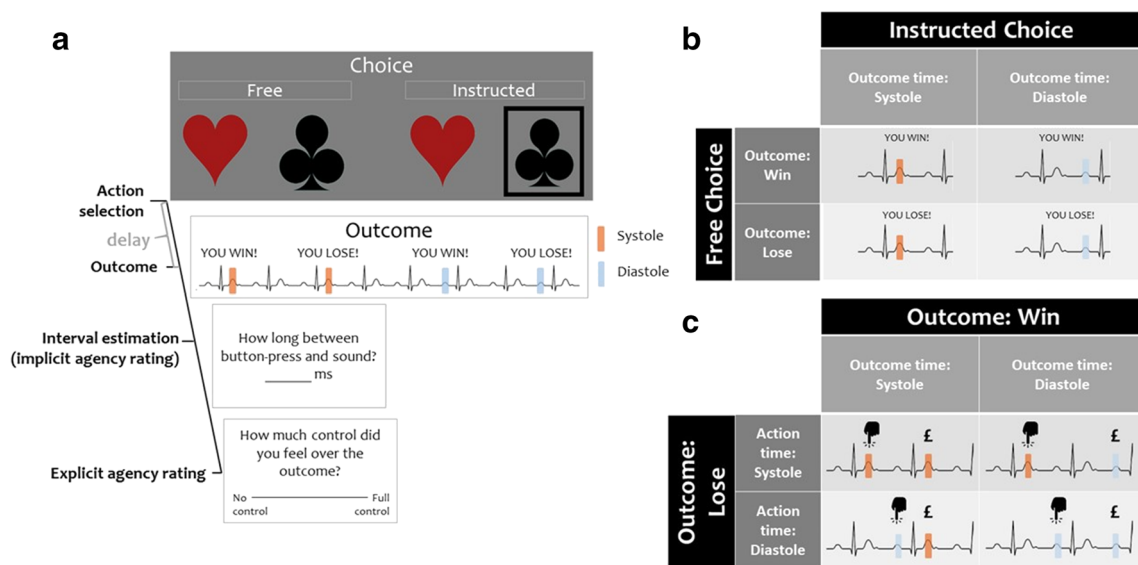 a
Choice
Free
Instructed
Action
selection
delay
Outcome
Outcome
YOU WIN!
YOU LOSE!
YOU WIN!
YOU LOSE!
Systole
Diastole
Interval estimation
(implicit agency rating)
How long between
button-press and sound?
______ ms
Explicit agency rating
How much control did
you feel over the
outcome?
No
control
Full
control
b
Instructed Choice
Outcome time:
Systole
Outcome time:
Diastole
Free Choice
Outcome:
Win
YOU WIN!
YOU WIN!
Outcome:
Lose
YOU LOSE!
YOU LOSE!
c
Outcome: Win
Outcome time:
Systole
Outcome time:
Diastole
Outcome:
Lose
Action
time:
Systole
£
£
Action
time:
Diastole
£
£